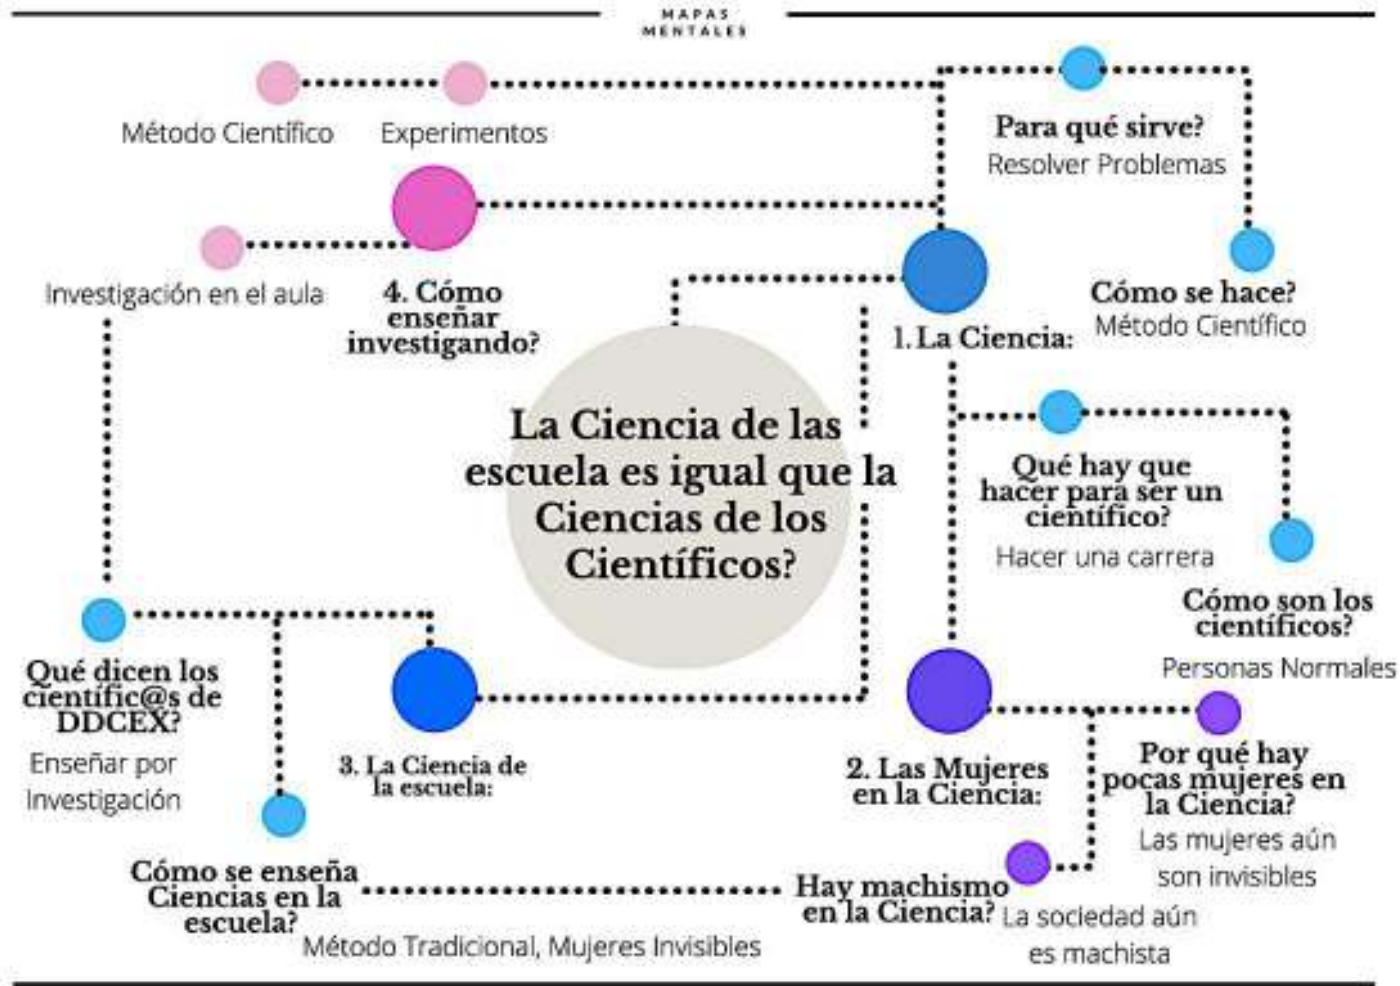 MAPAS
MENTALES
Método Científico
Experimentos
Para qué sirve?
Resolver Problemas
Investigación en el aula
4. Cómo
enseñar
investigando?
Cómo se hace?
Método Científico
1. La Ciencia:
La Ciencia de las
escuela es igual que la
Ciencias de los
Científicos?
Qué hay que
hacer para ser un
científico?
Hacer una carrera
Cómo son los
científicos?
Personas Normales
Qué dicen los
científic@s de
DDCEX?
Enseñar por
Investigación
3. La Ciencia de
la escuela:
2. Las Mujeres
en la Ciencia:
Por qué hay
pocas mujeres en
la Ciencia?
Las mujeres aún
son invisibles
Cómo se enseña
Ciencias en la
escuela?
Método Tradicional, Mujeres Invisibles
Hay machismo
en la Ciencia?
La sociedad aún
es machista